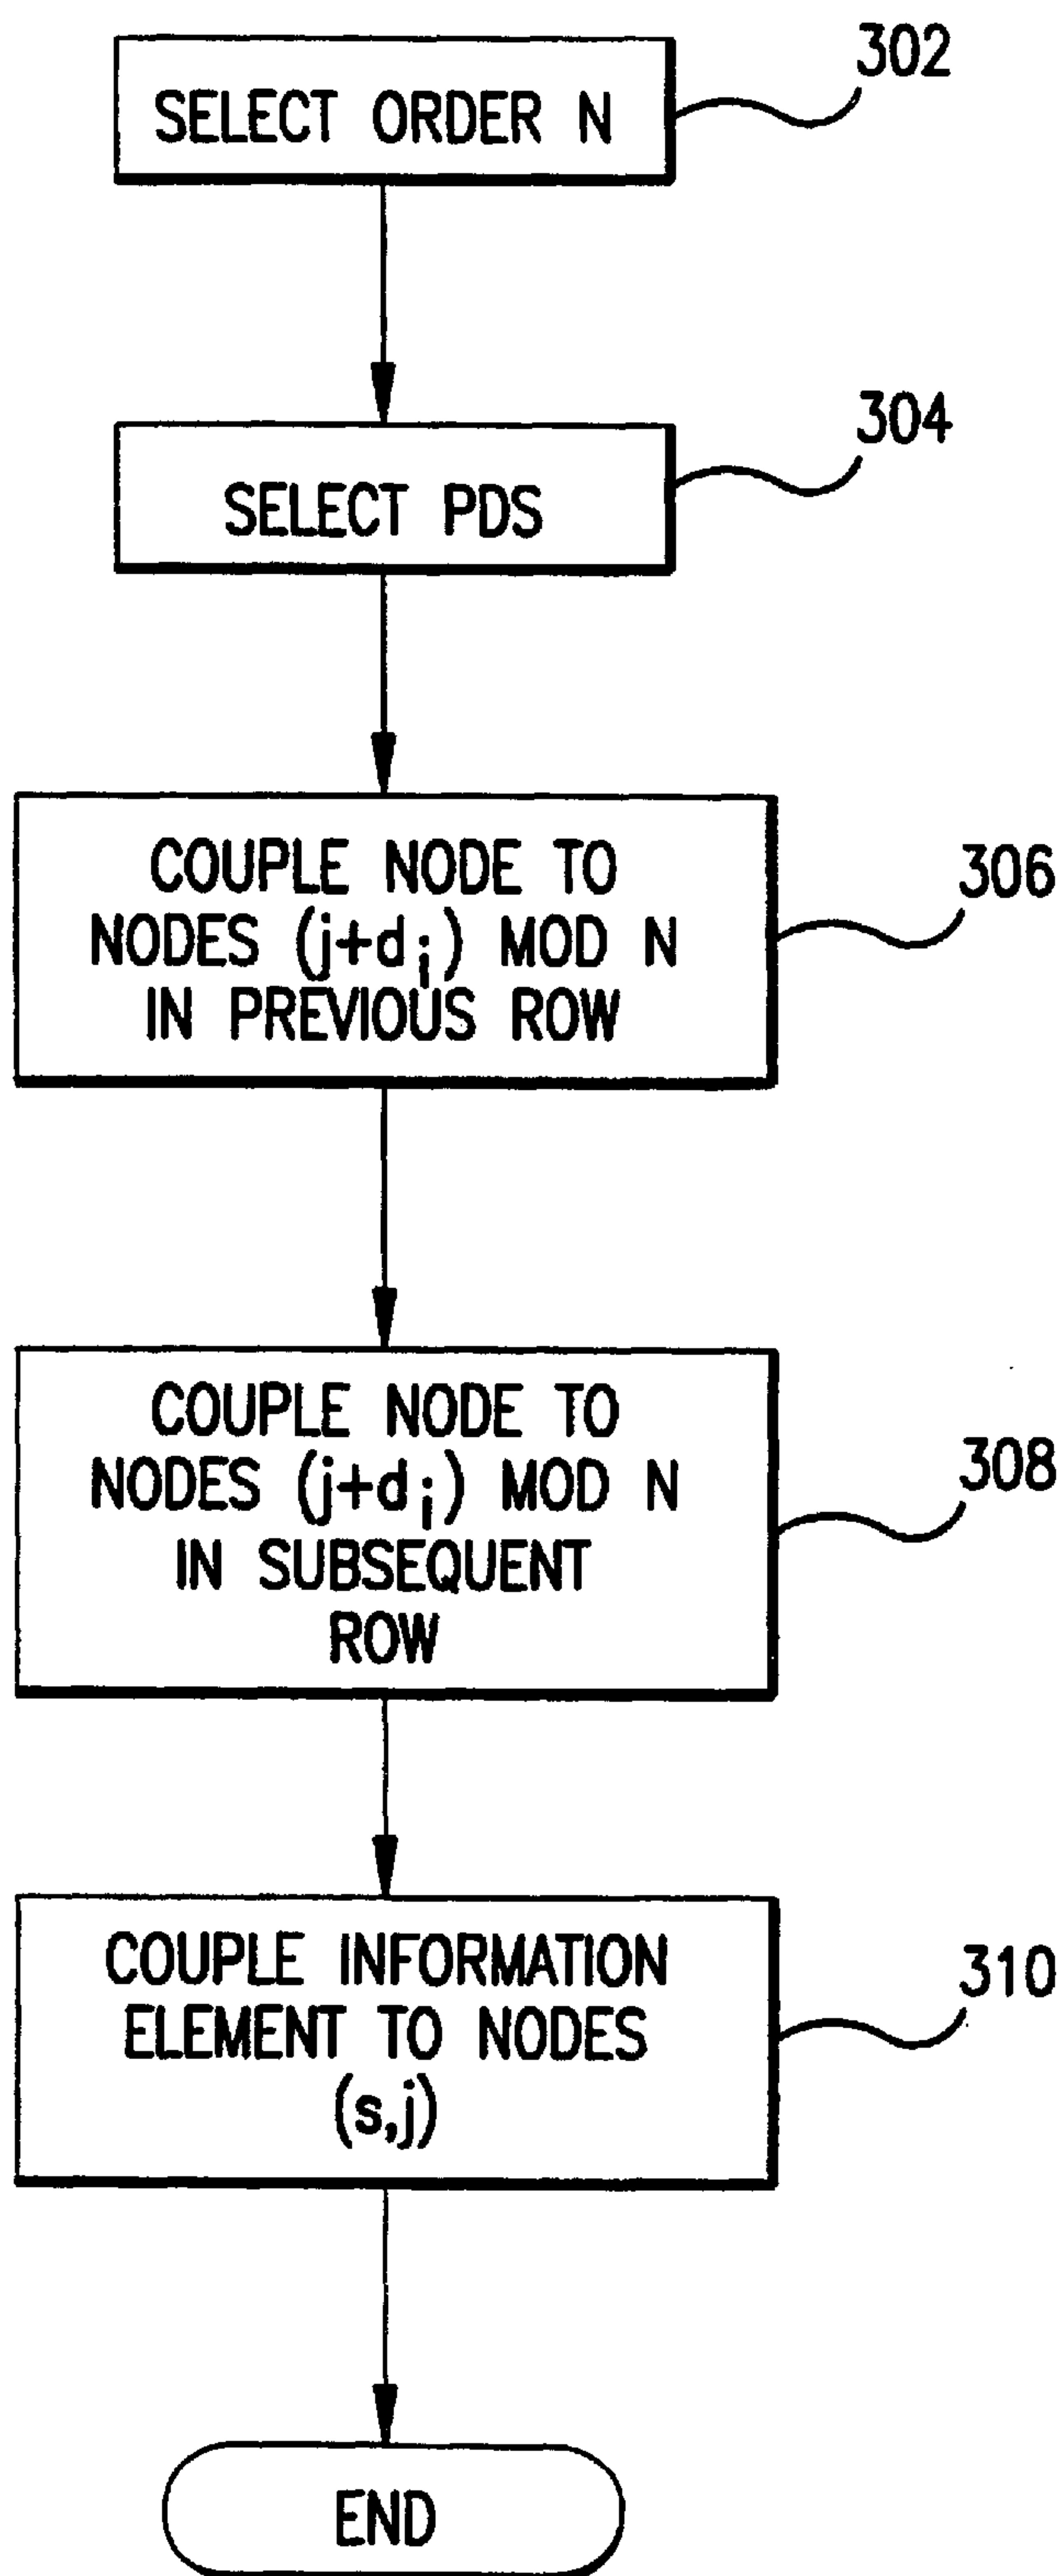 302
SELECT ORDER N
304
SELECT PDS
COUPLE NODE TO
NODES (j+di) MOD N
IN PREVIOUS ROW
306
COUPLE NODE TO
NODES (j+di) MOD N
IN SUBSEQUENT
ROW
308
COUPLE INFORMATION
ELEMENT TO NODES
(s,j)
310
END